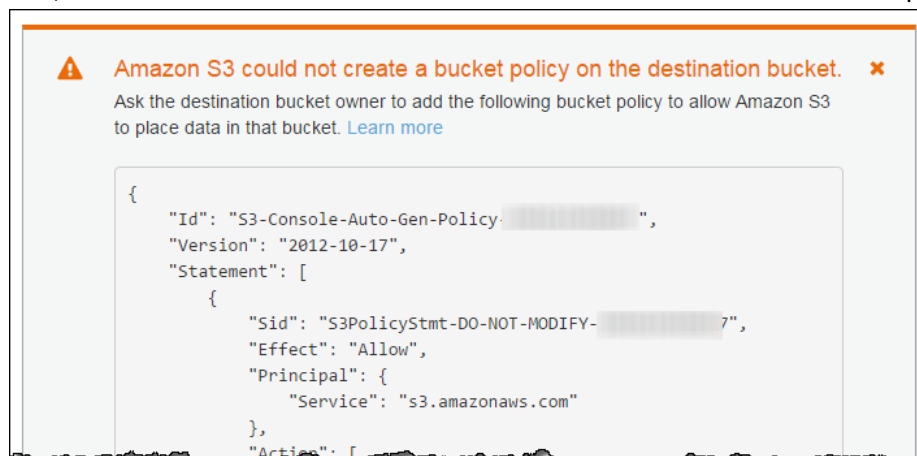 Amazon S3 could not create a bucket policy on the destination bucket.
Ask the destination bucket owner to add the following bucket policy to allow Amazon S3
to place data in that bucket. Learn more
{
"Id": "S3-Console-Auto-Gen-Policy- ",
"Version": "2012-10-17",
"Statement": [
{
"Sid": "S3PolicyStmt-DO-NOT-MODIFY- 7",
"Effect": "Allow",
"Principal": {
"Service": "s3.amazonaws.com"
},
"Action": [